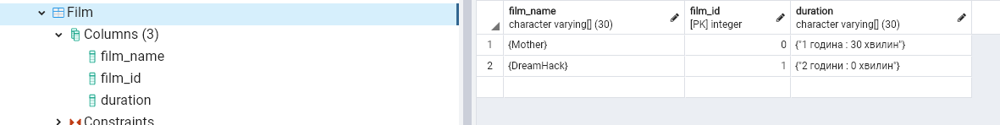 Film
Columns (3)
film_name
film_id
duration
Constraints
film_name
character varying[] (30)
film_id
[PK] integer
duration
character varying[] (30)
1 {Mother} 0 {"1 година : 30 хвилин"}
2 {DreamHack} 1 {"2 години : 0 хвилин"}